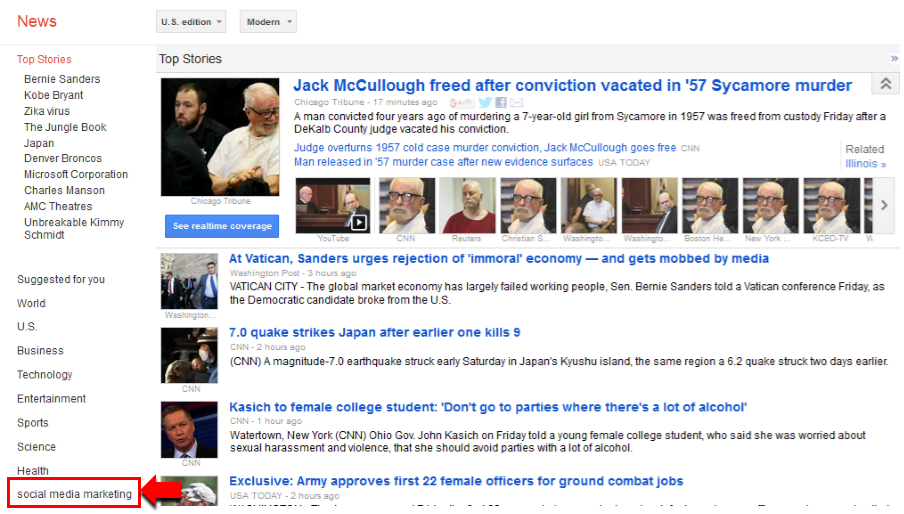 News
U.S. edition
Modern
Top Stories
Bernie Sanders
Kobe Bryant
Zika virus
The Jungle Book
Japan
Denver Broncos
Microsoft Corporation
Charles Manson
AMC Theatres
Unbreakable Kimmy
Schmidt
Suggested for you
World
U.S.
Business
Technology
Entertainment
Sports
Science
Health
social media marketing
Top Stories
»
Chicago Tribune
See realtime coverage
Jack McCullough freed after conviction vacated in '57 Sycamore murder
Chicago Tribune - 17 minutes ago
A man convicted four years ago of murdering a 7-year-old girl from Sycamore in 1957 was freed from custody Friday after a
DeKalb County judge vacated his conviction.
Judge overturns 1957 cold case murder conviction, Jack McCullough goes free CNN
Man released in '57 murder case after new evidence surfaces USA TODAY
Related
Illinois »
YouTube
CNN
Reuters
Christian S...
Washingto...
Washingto...
Boston He...
New York ...
KCBD-TV
W
Washington...
At Vatican, Sanders urges rejection of 'immoral' economy — and gets mobbed by media
Washington Post - 3 hours ago
VATICAN CITY - The global market economy has largely failed working people, Sen. Bernie Sanders told a Vatican conference Friday, as
the Democratic candidate broke from the U.S.
CNN
7.0 quake strikes Japan after earlier one kills 9
CNN - 2 hours ago
(CNN) A magnitude-7.0 earthquake struck early Saturday in Japan's Kyushu island, the same region a 6.2 quake struck two days earlier.
CNN
Kasich to female college student: 'Don't go to parties where there's a lot of alcohol'
CNN - 1 hour ago
Watertown, New York (CNN) Ohio Gov. John Kasich on Friday told a young female college student, who said she was worried about
sexual harassment and violence, that she should avoid parties with a lot of alcohol.
Exclusive: Army approves first 22 female officers for ground combat jobs
USA TODAY - 2 hours ago